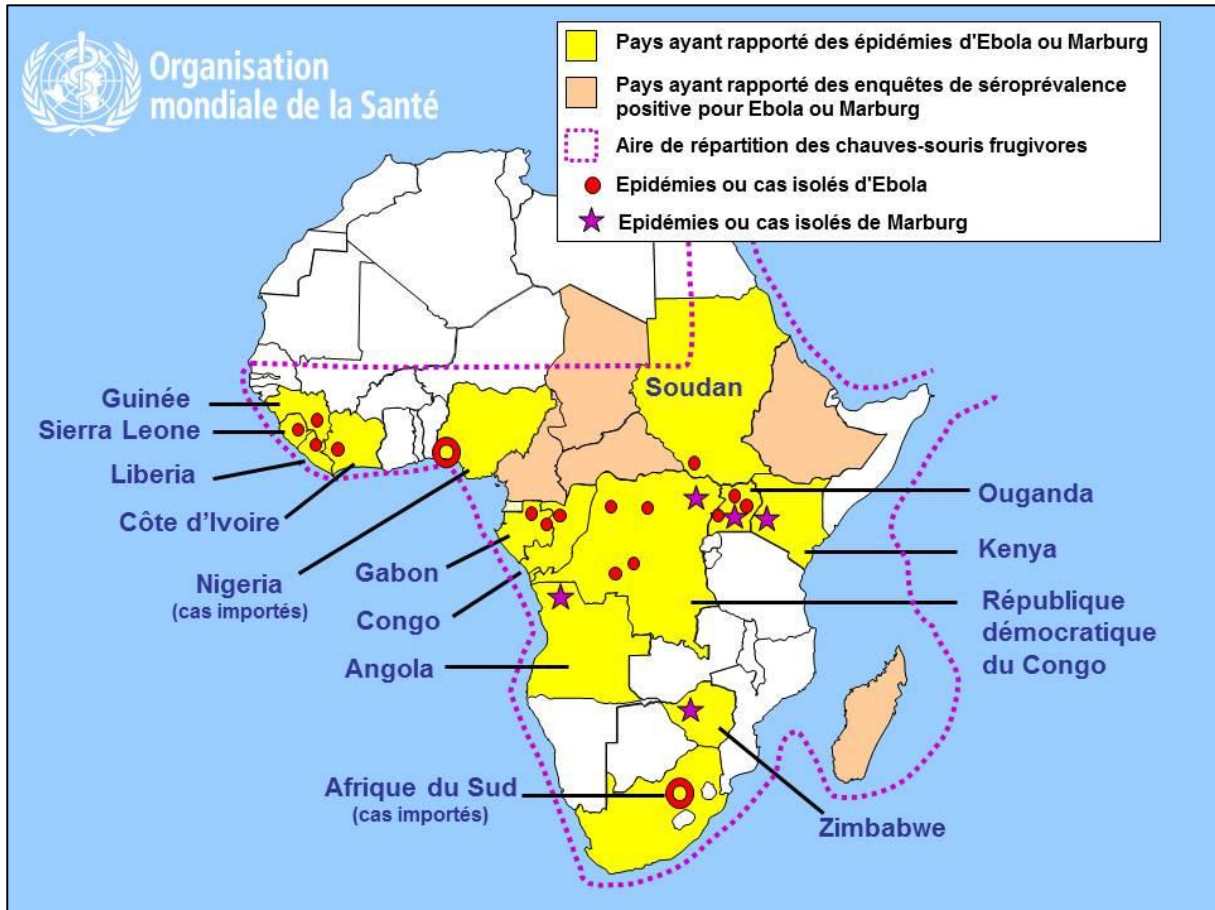 Organisation
mondiale de la Santé
Pays ayant rapporté des épidémies d'Ebola ou Marburg
Pays ayant rapporté des enquêtes de séroprévalence
positive pour Ebola ou Marburg
Aire de répartition des chauves-souris frugivores
Epidémies ou cas isolés d'Ebola
Epidémies ou cas isolés de Marburg
Soudan
Guinée
Sierra Leone
Liberia
Côte d’Ivoire
Nigeria
(cas importés)
Gabon
Congo
Angola
Afrique du Sud
(cas importés)
Ouganda
Kenya
République
démocratique
du Congo
Zimbabwe